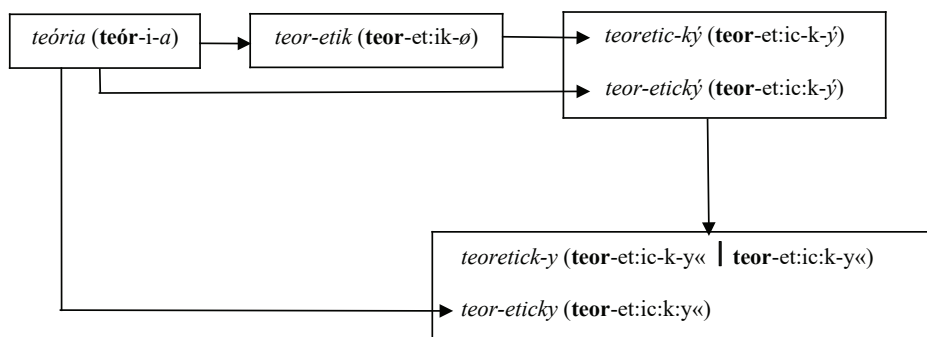 teória (teór-i-a)
teor-etik (teor-et:ik-ø)
teoretic-ký (teor-et:ic-k-ý)
teor-etický (teor-et:ic:k-ý)
teoretick-y (teor-et:ic-k-y« | teor-et:ic:k-y«)
teor-eticky (teor-et:ic:k:y«)